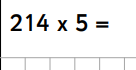 214 x 5 =